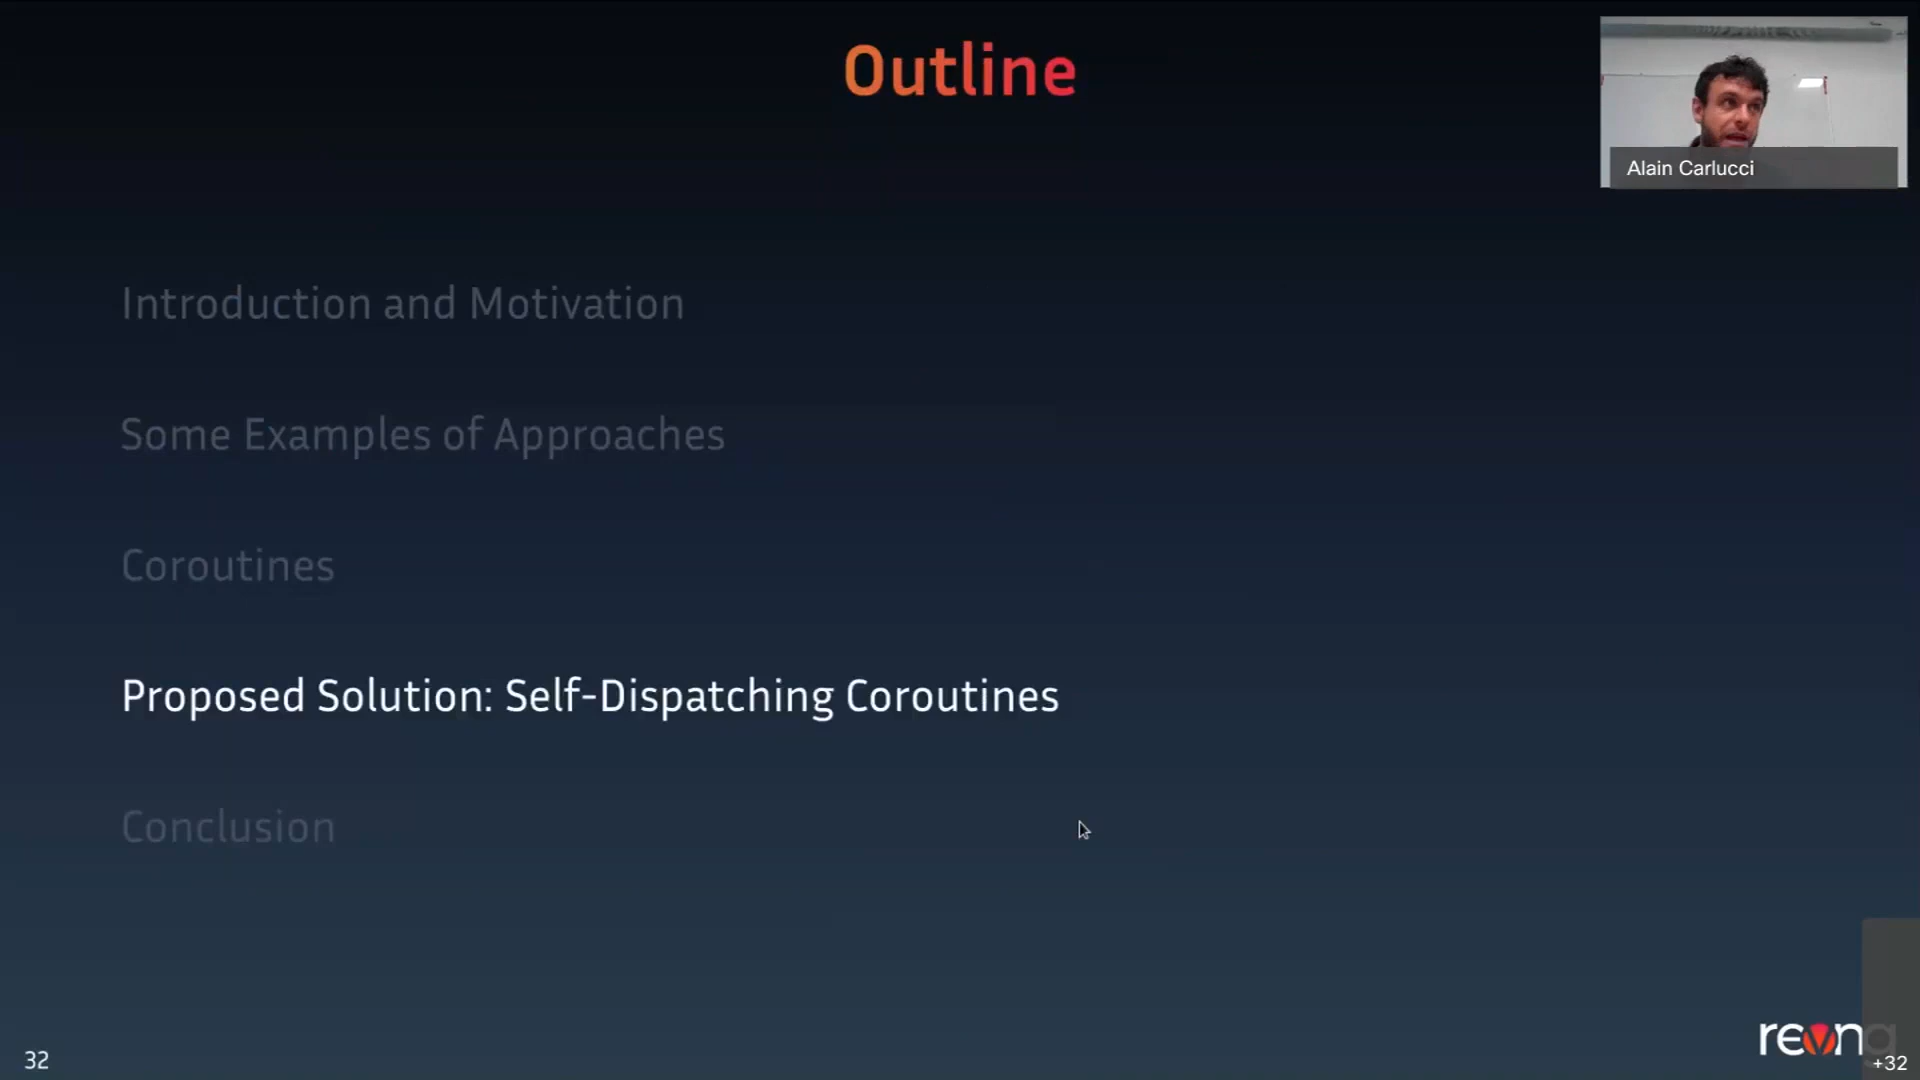 Outline
Alain Carlucci
Introduction and Motivation
Some Examples of Approaches
Coroutines
Proposed Solution: Self-Dispatching Coroutines
Conclusion
32
revng
+32